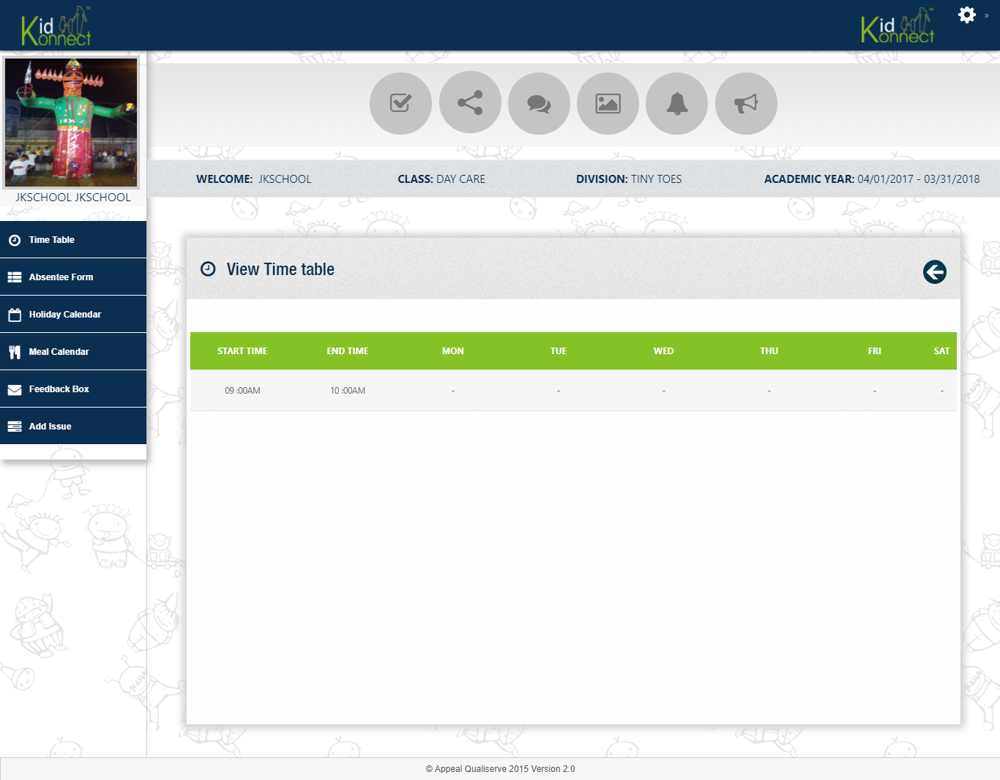 Kid Konnect™
Kid Konnect™
»
JKSCHOOL JKSCHOOL
Time Table
Absentee Form
Holiday Calendar
Meal Calendar
Feedback Box
Add Issue
WELCOME: JKSCHOOL CLASS: DAY CARE DIVISION: TINY TOES ACADEMIC YEAR: 04/01/2017 - 03/31/2018
View Time table
START TIME END TIME MON TUE WED THU FRI SAT
09 :00AM 10 :00AM - - - - - -
© Appeal Qualiserve 2015 Version 2.0